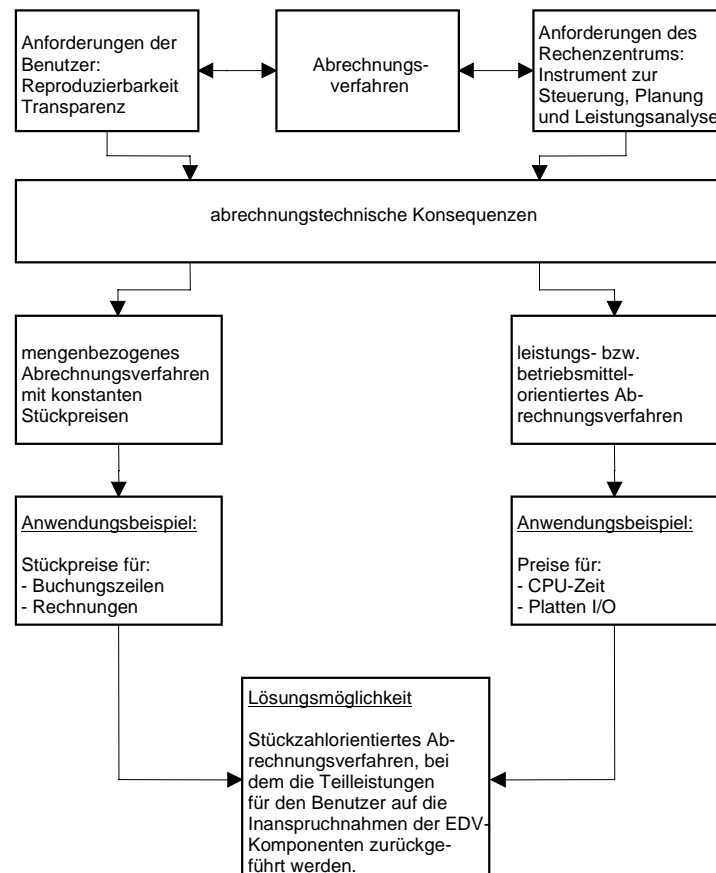 Anforderungen der
Benutzer:
Reproduzierbarkeit
Transparenz
Abrechnungs-
verfahren
Anforderungen des
Rechenzentrums:
Instrument zur
Steuerung, Planung
und Leistungsanalyse
abrechnungstechnische Konsequenzen
mengenbezogenes
Abrechnungsverfahren
mit konstanten
Stückpreisen
leistungs- bzw.
betriebsmittel-
orientiertes Ab-
rechnungsverfahren
Anwendungsbeispiel:
Stückpreise für:
- Buchungszeilen
- Rechnungen
Anwendungsbeispiel:
Preise für:
- CPU-Zeit
- Platten I/O
Lösungsmöglichkeit
Stückzahlorientiertes Ab-
rechnungsverfahren, bei
dem die Teilleistungen
für den Benutzer auf die
Inanspruchnahmen der EDV-
Komponenten zurückge-
führt werden.